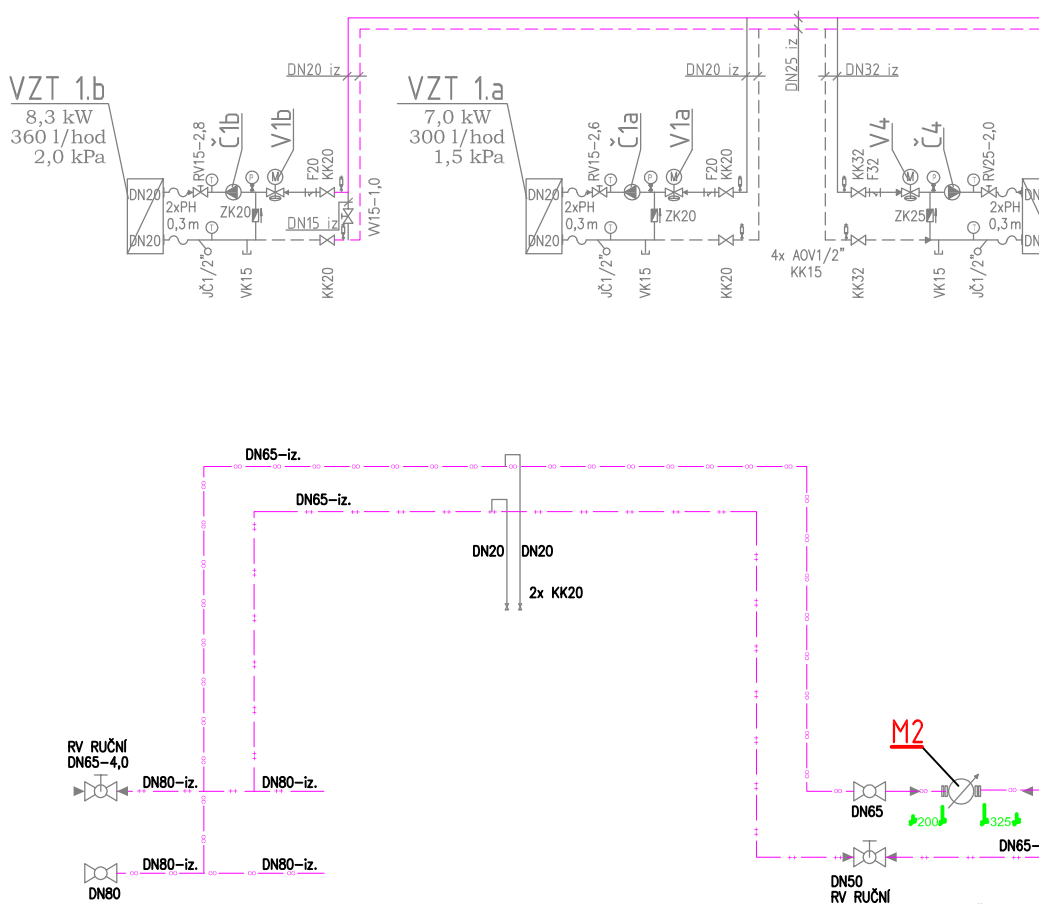 DN20 iz
DN20 iz
DN25 iz
DN32 iz
VZT 1.b
8,3 kW
360 l/hod
2,0 kPa
RV15-2,8
Č1b
V1b
F20
KK20
T
P
M
DN20
DN20
2xPH
0,3 m
ZK20
DN15 iz
VV15-1,0
T
JČ1/2"
VK15
KK20
VZT 1.a
7,0 kW
300 l/hod
1,5 kPa
RV15-2,6
Č1a
V1a
F20
KK20
T
P
M
DN20
DN20
2xPH
0,3 m
ZK20
T
JČ1/2"
VK15
KK20
KK32
F32
V4
Č4
RV25-2,0
M
P
T
ZK25
2xPH
0,3 m
DN20
DN20
4x AOV1/2"
KK15
KK32
VK15
T
JČ1/2"
DN65-iz.
DN65-iz.
DN20
DN20
2x KK20
RV RUČNÍ
DN65-4,0
DN80-iz.
DN80-iz.
DN80-iz.
DN80-iz.
DN80
M2
DN65
200
325
DN65-
DN50
RV RUČNÍ